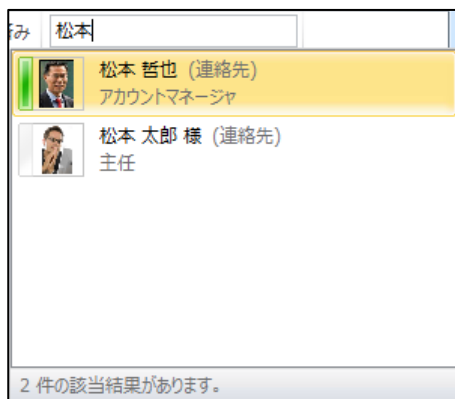 済み 松本
松本 哲也 (連絡先)
アカウントマネージャ
松本 太郎 様 (連絡先)
主任
2 件の該当結果があります。